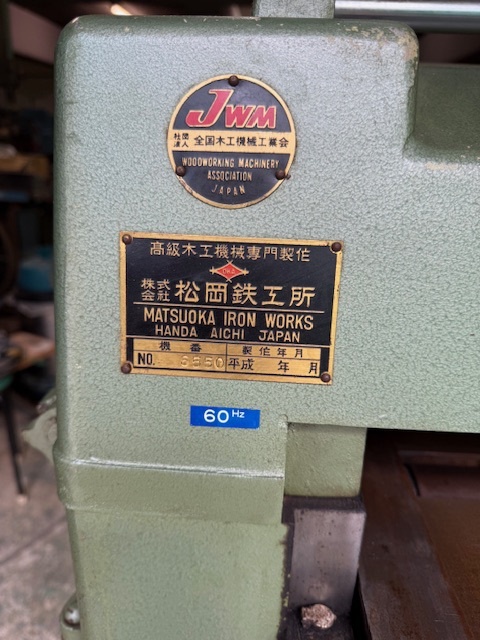 JWM
社団法人 全国木工機械工業会
WOODWORKING MACHINERY
ASSOCIATION
JAPAN
高級木工機械専門製作
OKS
株式会社 松岡鉄工所
MATSUOKA IRON WORKS
HANDA AICHI JAPAN
機番 製作年月
NO. 6550 平成 年 月
60Hz